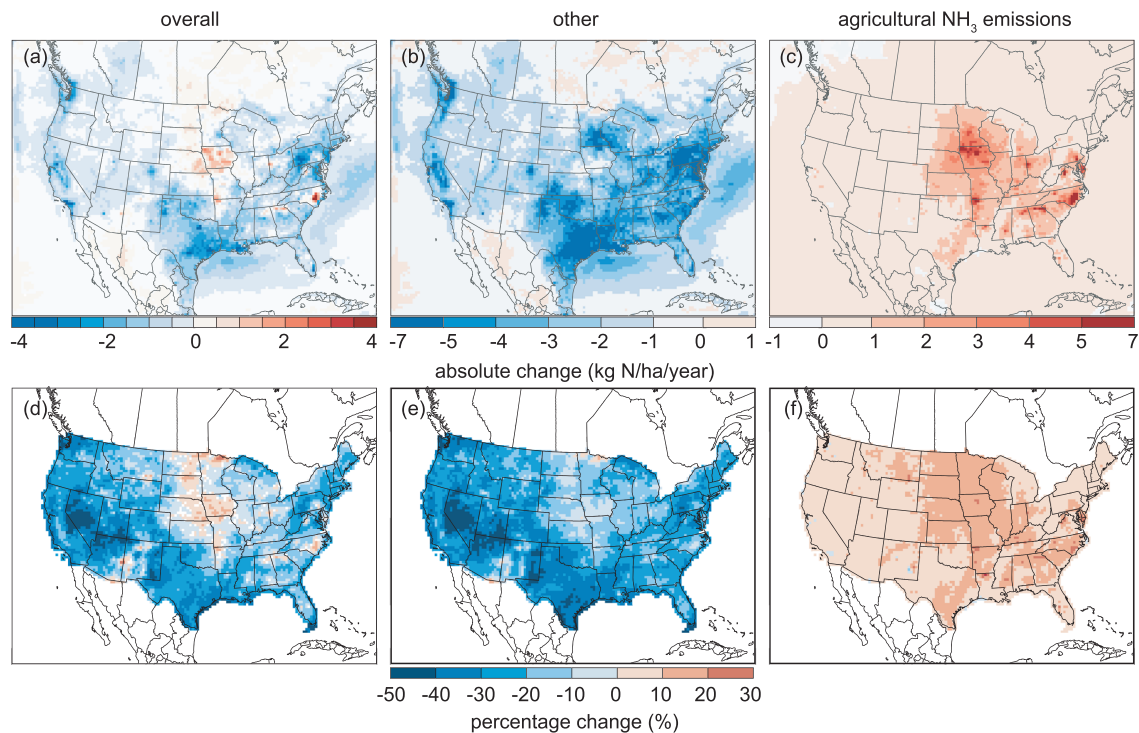 overall other agricultural NH₃ emissions
(a) (b) (c)
-4 -2 0 2 4 -7 -5 -4 -3 -2 -1 0 1 -1 0 1 2 3 4 5 7
absolute change (kg N/ha/year)
(d) (e) (f)
-50 -40 -30 -20 -10 0 10 20 30
percentage change (%)